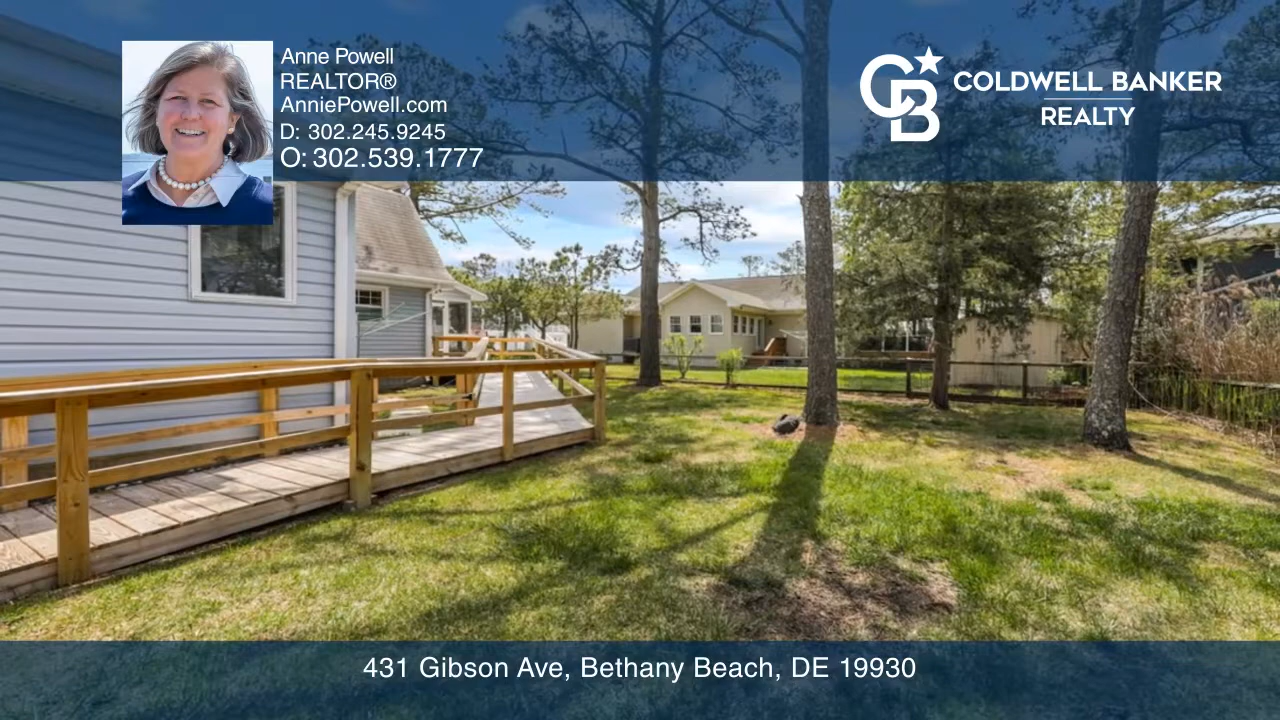 Anne Powell
REALTOR®
AnniePowell.com
D: 302.245.9245
O: 302.539.1777
CB
COLDWELL BANKER
REALTY
431 Gibson Ave, Bethany Beach, DE 19930